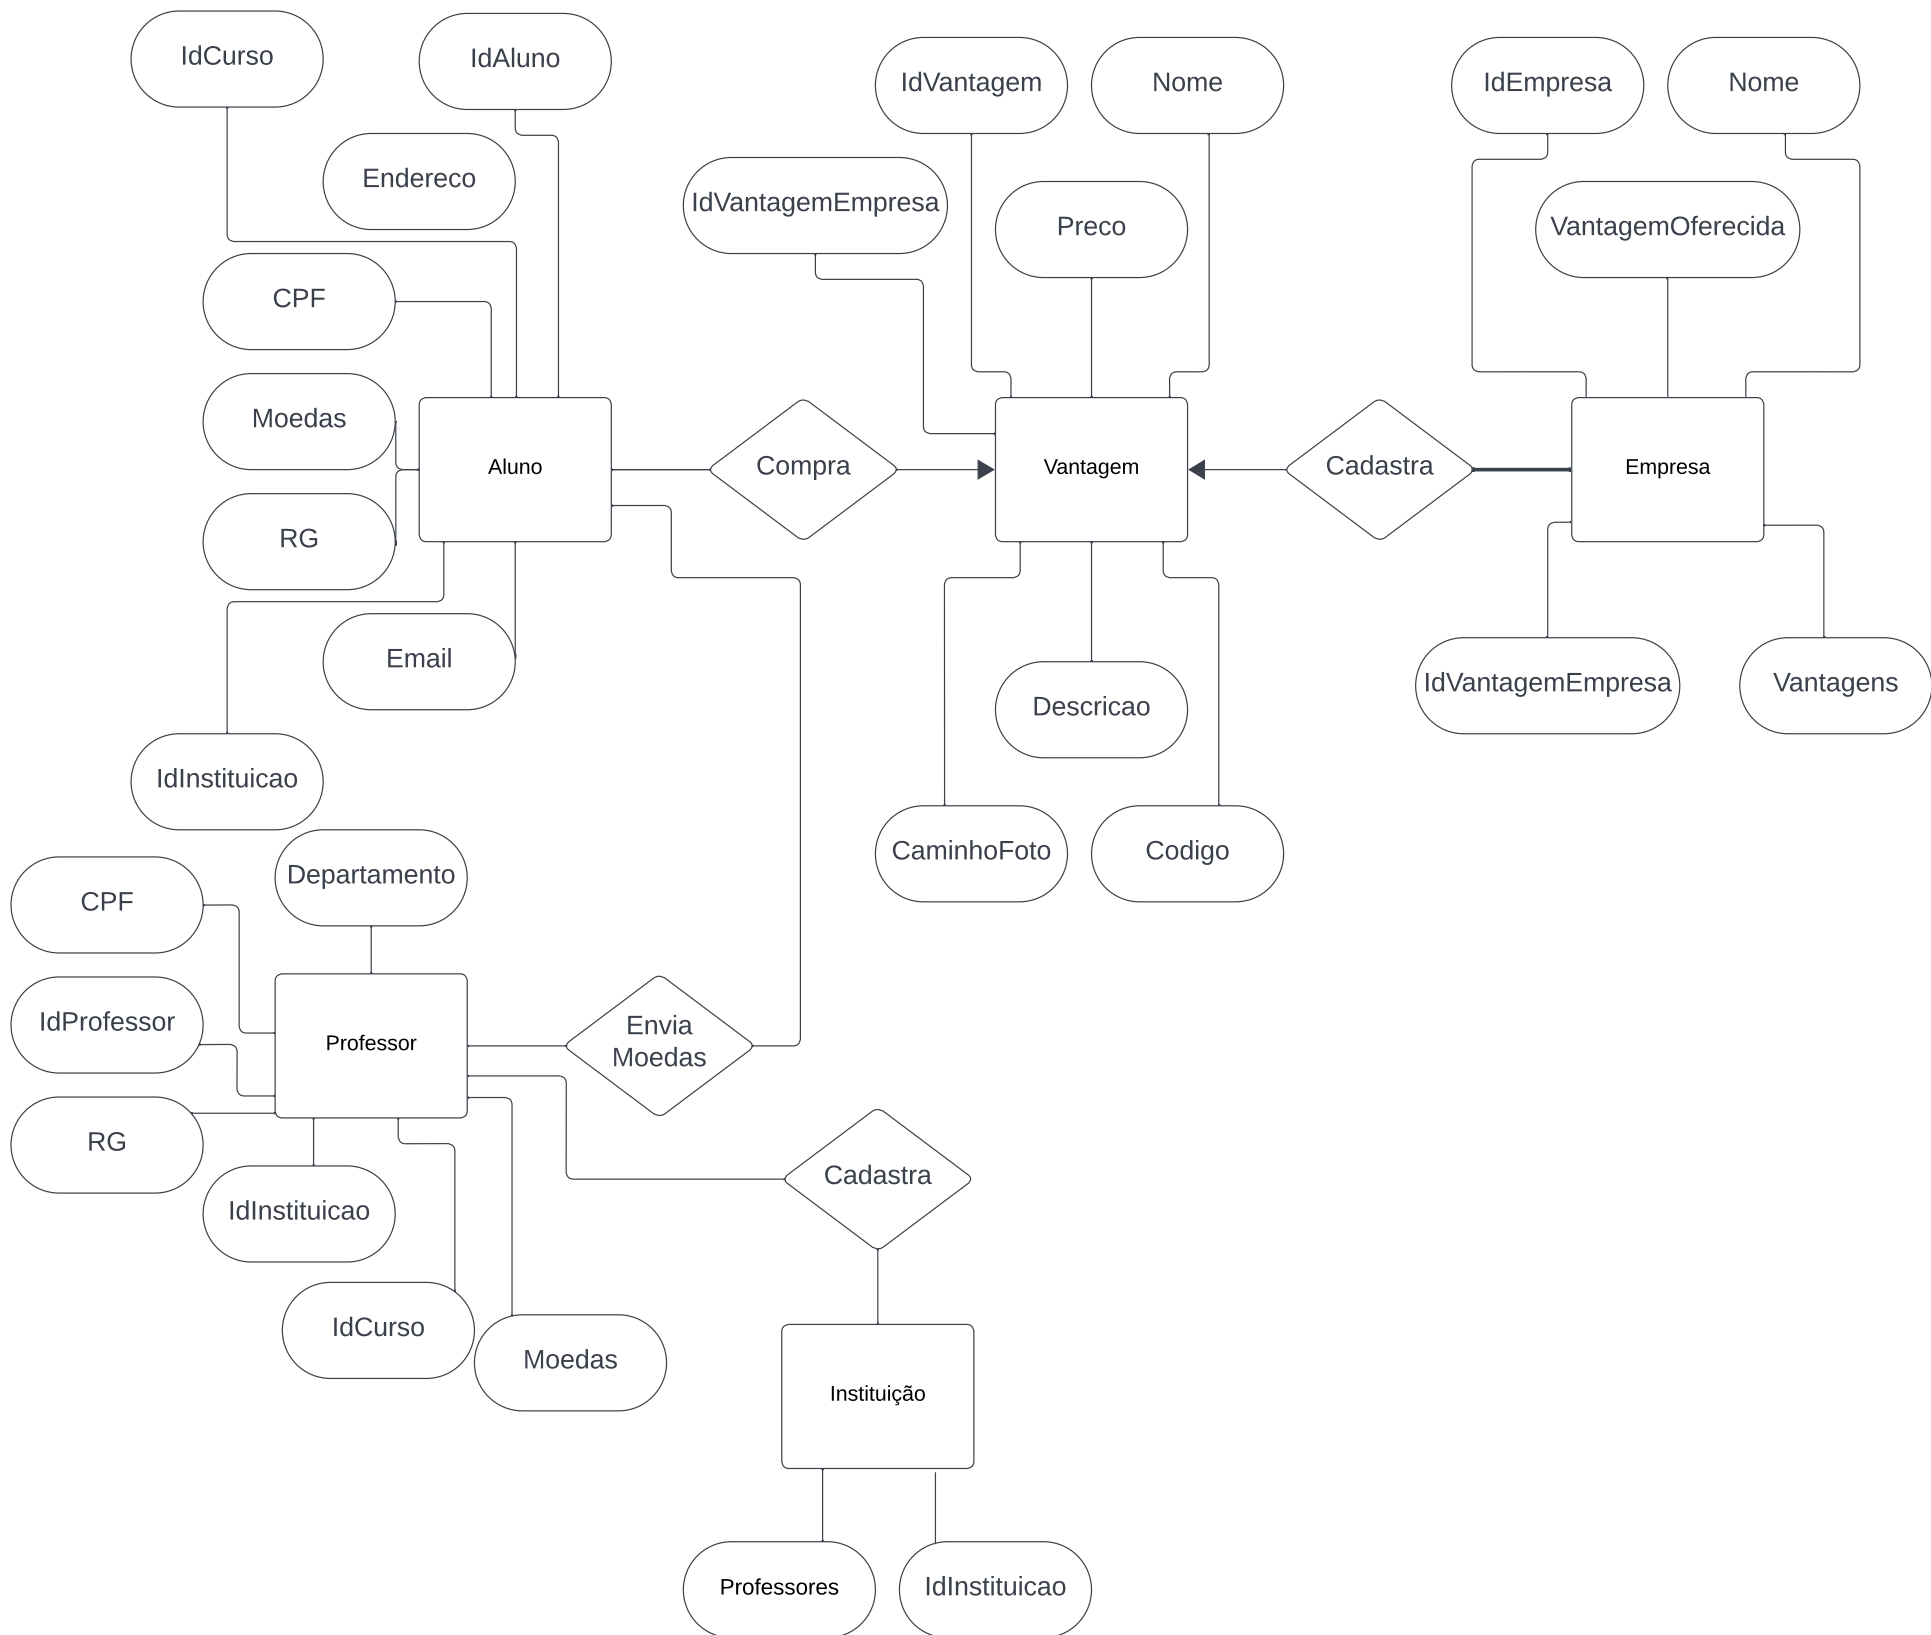 IdCurso
IdAluno
IdVantagem
Nome
IdEmpresa
Nome
Endereco
IdVantagemEmpresa
Preco
VantagemOferecida
CPF
Moedas
Aluno
Compra
Vantagem
Cadastra
Empresa
RG
Email
IdVantagemEmpresa
Vantagens
Descricao
IdInstituicao
CaminhoFoto
Codigo
Departamento
CPF
IdProfessor
Professor
Envia
Moedas
RG
Cadastra
IdInstituicao
IdCurso
Moedas
Instituição
Professores
IdInstituicao